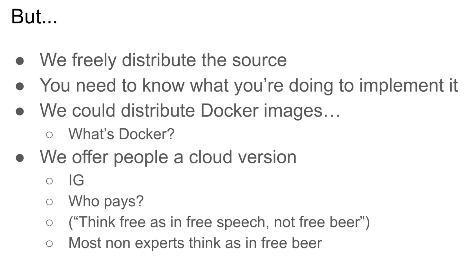 But...
● We freely distribute the source
● You need to know what you're doing to implement it
● We could distribute Docker images…
○ What's Docker?
● We offer people a cloud version
○ IG
○ Who pays?
○ (“Think free as in free speech, not free beer”)
○ Most non experts think as in free beer